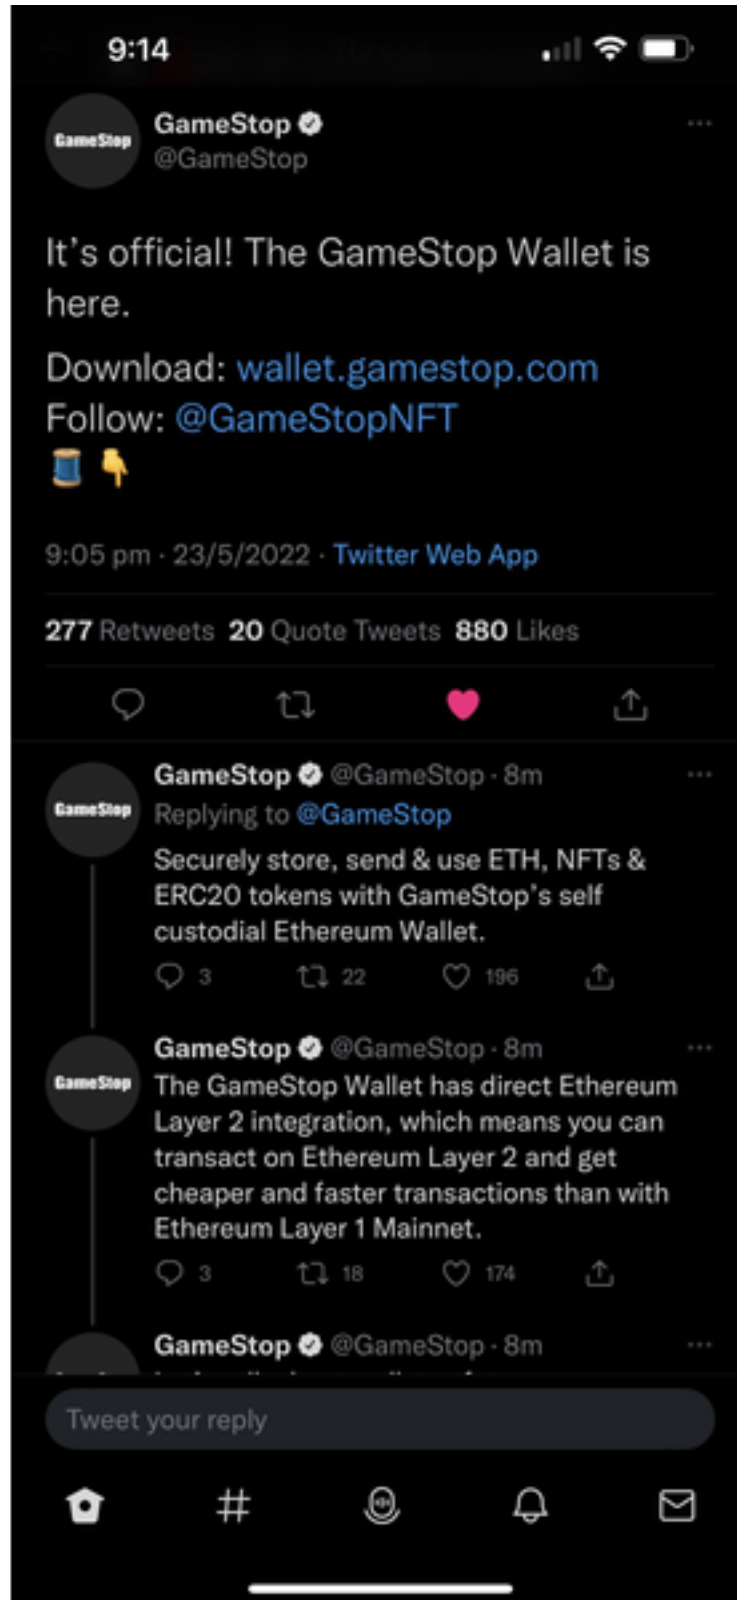 9:14
GameStop
GameStop
@GameStop
It's official! The GameStop Wallet is
here.
Download: wallet.gamestop.com
Follow: @GameStopNFT
🧵👇
9:05 pm · 23/5/2022 · Twitter Web App
277 Retweets 20 Quote Tweets 880 Likes
GameStop
GameStop @GameStop · 8m
Replying to @GameStop
Securely store, send & use ETH, NFTs &
ERC20 tokens with GameStop's self
custodial Ethereum Wallet.
3 22 196
GameStop
GameStop @GameStop · 8m
The GameStop Wallet has direct Ethereum
Layer 2 integration, which means you can
transact on Ethereum Layer 2 and get
cheaper and faster transactions than with
Ethereum Layer 1 Mainnet.
3 18 174
GameStop @GameStop · 8m
Tweet your reply